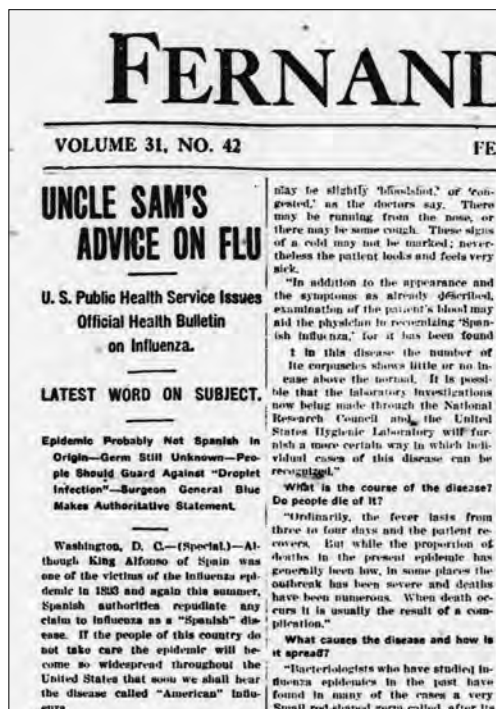 FERNAND
VOLUME 31, NO. 42
FE
UNCLE SAM'S
ADVICE ON FLU
U. S. Public Health Service Issues
Official Health Bulletin
on Influenza.
LATEST WORD ON SUBJECT.
Epidemic Probably Not Spanish in
Origin—Germ Still Unknown—Peo-
ple Should Guard Against "Droplet
Infection"—Surgeon General Blue
Makes Authoritative Statement.
Washington, D. C.—(Special.)—Al-
though King Alfonso of Spain was
one of the victims of the influenza epi-
demic in 1893 and again this summer,
Spanish authorities repudiate any
claim to influenza as a "Spanish" dis-
ease. If the people of this country do
not take care the epidemic will be-
come so widespread throughout the
United States that soon we shall hear
the disease called "American" influ-
enza.
may be slightly 'bloodshot,' or 'con-
gested,' as the doctors say. There
may be running from the nose, or
there may be some cough. These signs
of a cold may not be marked; never-
theless the patient looks and feels very
sick.
"In addition to the appearance and
the symptoms as already described,
examination of the patient's blood may
aid the physician in recognizing 'Span-
ish influenza,' for it has been found
t in this disease the number of
ite corpuscles shows little or no in-
ease above the normal. It is possi-
ble that the laboratory investigations
now being made through the National
Research Council and the United
States Hygienic Laboratory will fur-
nish a more certain way in which indi-
vidual cases of this disease can be
recognized."
What is the course of the disease?
Do people die of it?
"Ordinarily, the fever lasts from
three to four days and the patient re-
covers. But while the proportion of
deaths in the present epidemic has
generally been low, in some places the
outbreak has been severe and deaths
have been numerous. When death oc-
curs it is usually the result of a com-
plication."
What causes the disease and how is
it spread?
"Bacteriologists who have studied in-
fluenza epidemics in the past have
found in many of the cases a very
Small rod-shaped germ called, after its